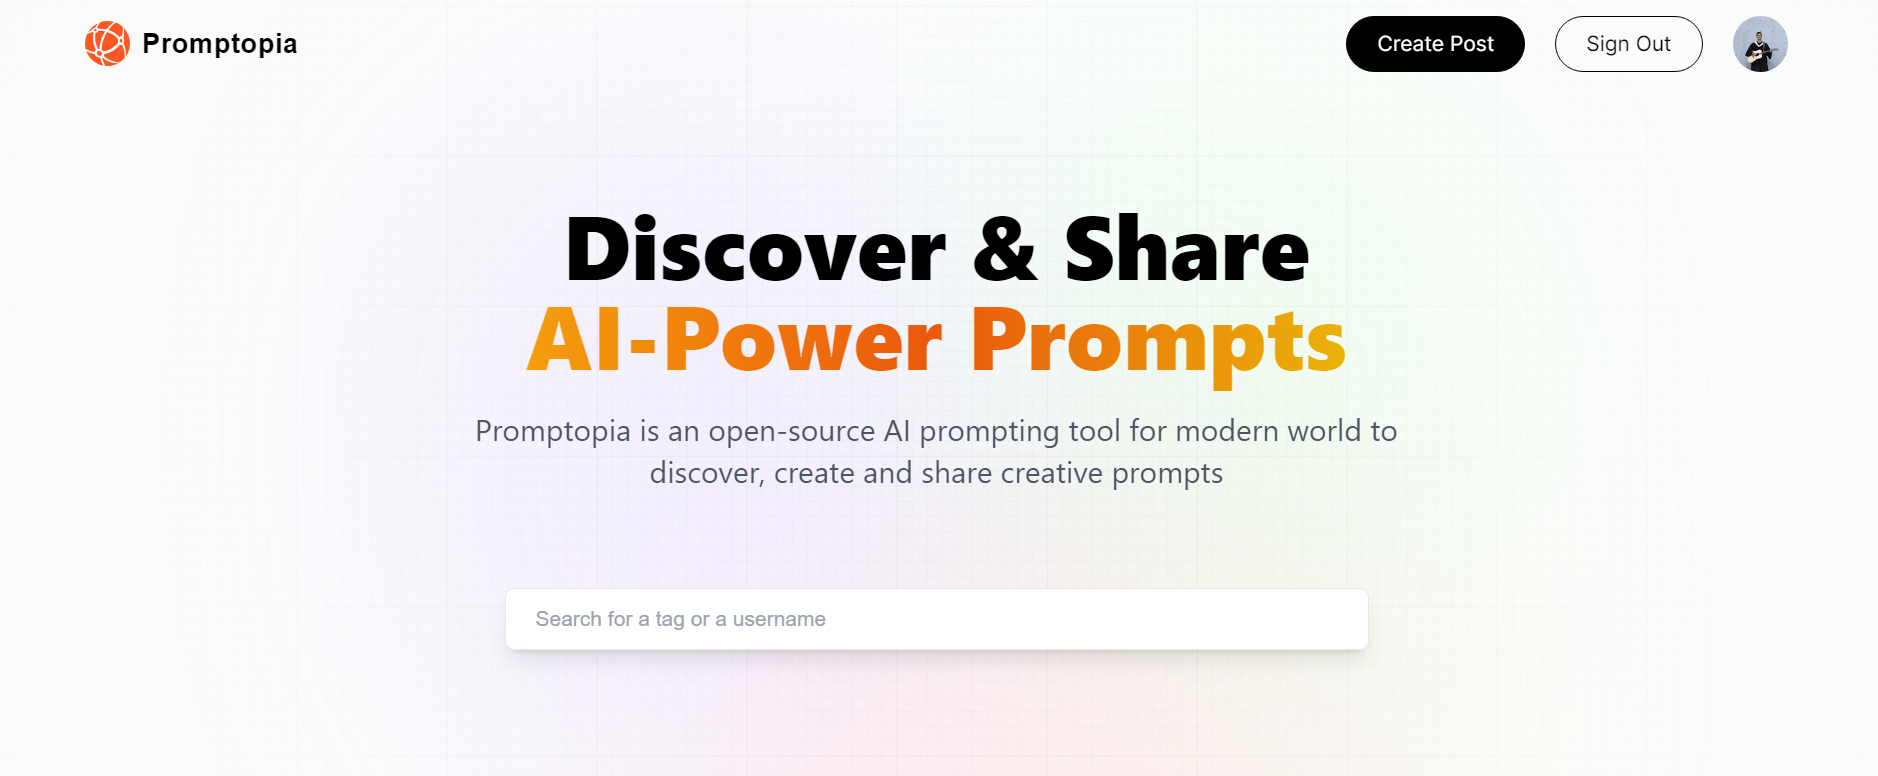 Promptopia
Create Post
Sign Out
Discover & Share
AI-Power Prompts
Promptopia is an open-source AI prompting tool for modern world to
discover, create and share creative prompts
Search for a tag or a username